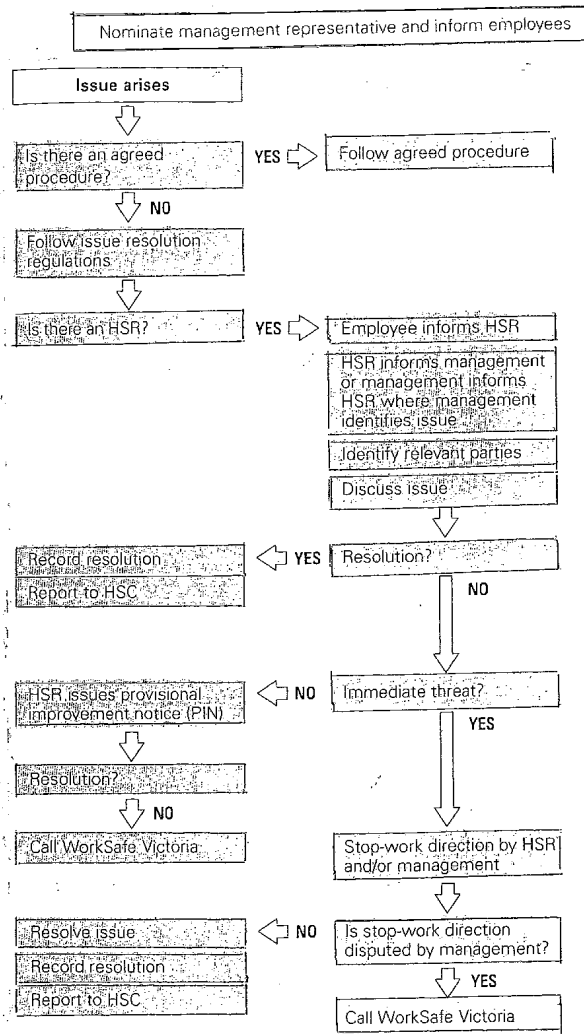 Nominate management representative and inform employees
Issue arises
Is there an agreed
procedure?
YES
Follow agreed procedure
NO
Follow issue resolution
regulations
Is there an HSR?
YES
Employee informs HSR
HSR informs management
or management informs
HSR where management
identifies issue
Identify relevant parties
Discuss issue
Resolution?
YES
Record resolution
Report to HSC
NO
Immediate threat?
NO
HSR issues provisional
improvement notice (PIN)
Resolution?
NO
Call WorkSafe Victoria
YES
Stop-work direction by HSR
and/or management
Is stop-work direction
disputed by management?
NO
Resolve issue
Record resolution
Report to HSC
YES
Call WorkSafe Victoria